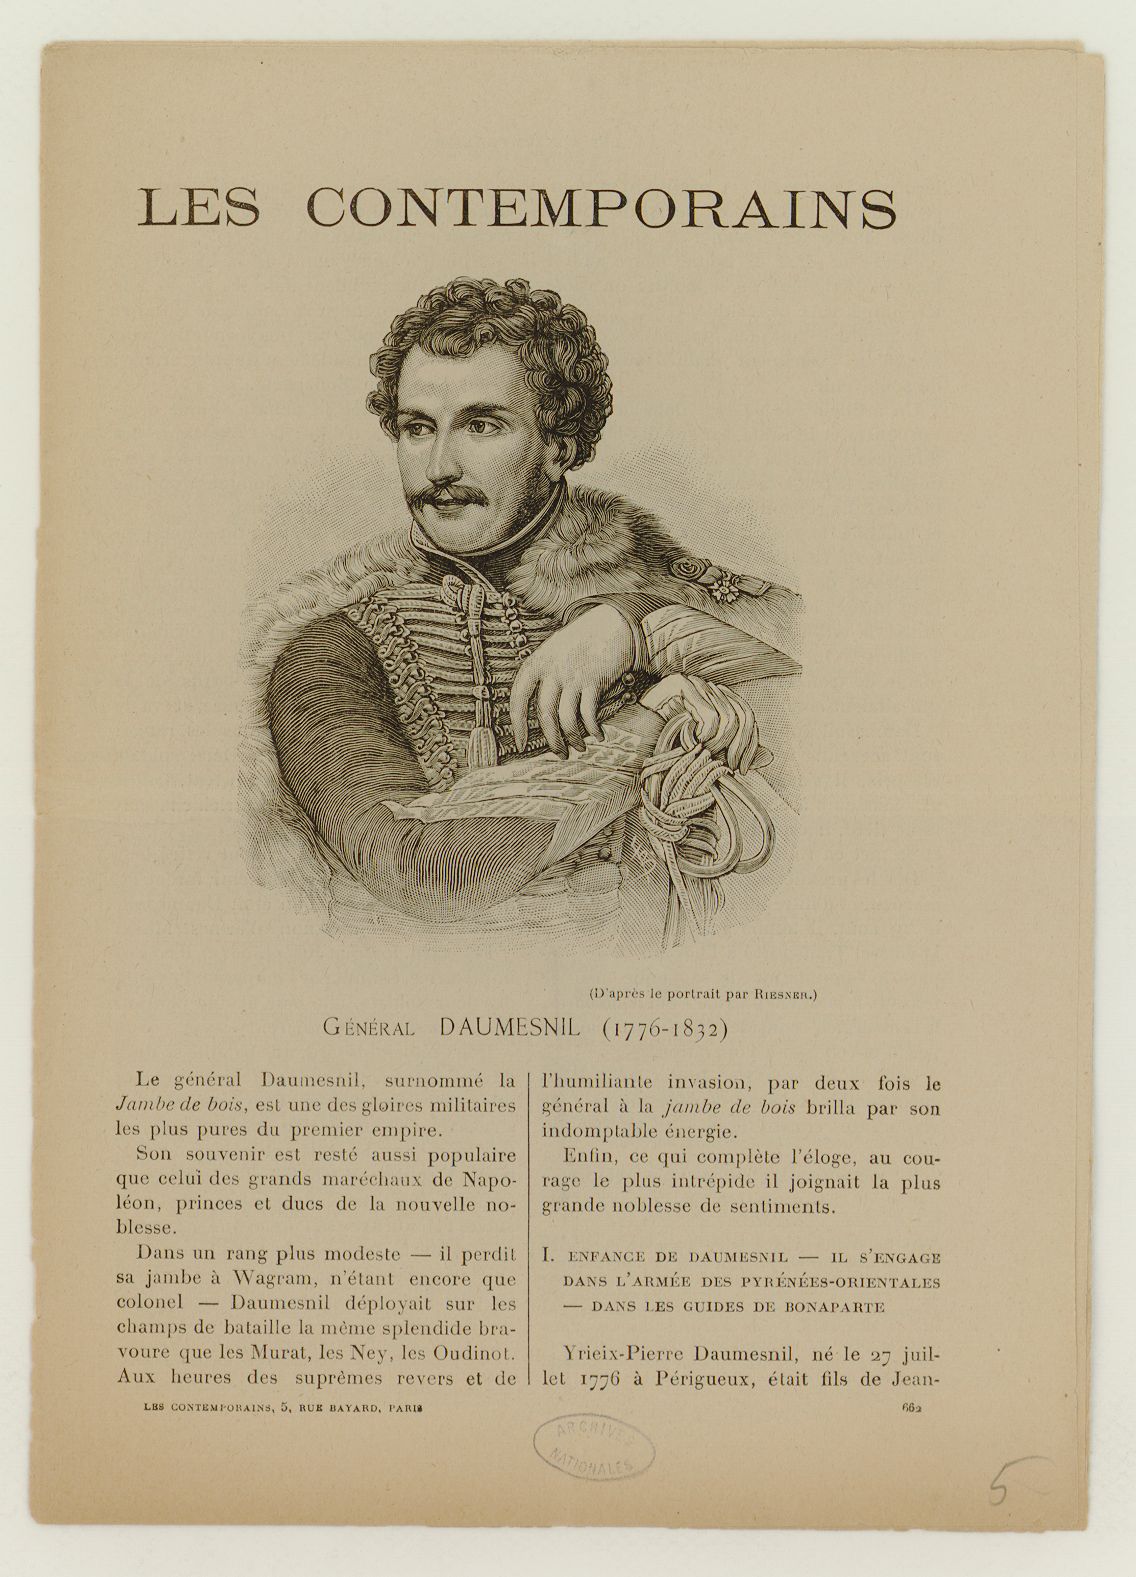 LES CONTEMPORAINS
(D'après le portrait par RIESNER.)
GÉNÉRAL DAUMESNIL (1776-1832)
Le général Daumesnil, surnommé la
Jambe de bois, est une des gloires militaires
les plus pures du premier empire.
Son souvenir est resté aussi populaire
que celui des grands maréchaux de Napo-
léon, princes et ducs de la nouvelle no-
blesse.
Dans un rang plus modeste — il perdit
sa jambe à Wagram, n'étant encore que
colonel — Daumesnil déployait sur les
champs de bataille la même splendide bra-
voure que les Murat, les Ney, les Oudinot.
Aux heures des suprêmes revers et de
l'humiliante invasion, par deux fois le
général à la jambe de bois brilla par son
indomptable énergie.
Enfin, ce qui complète l'éloge, au cou-
rage le plus intrépide il joignait la plus
grande noblesse de sentiments.
I. ENFANCE DE DAUMESNIL — IL S'ENGAGE
DANS L'ARMÉE DES PYRÉNÉES-ORIENTALES
— DANS LES GUIDES DE BONAPARTE
Yrieix-Pierre Daumesnil, né le 27 juil-
let 1776 à Périgueux, était fils de Jean-
LES CONTEMPORAINS, 5, RUE BAYARD, PARIS
662
ARCHIVES
NATIONALES
5